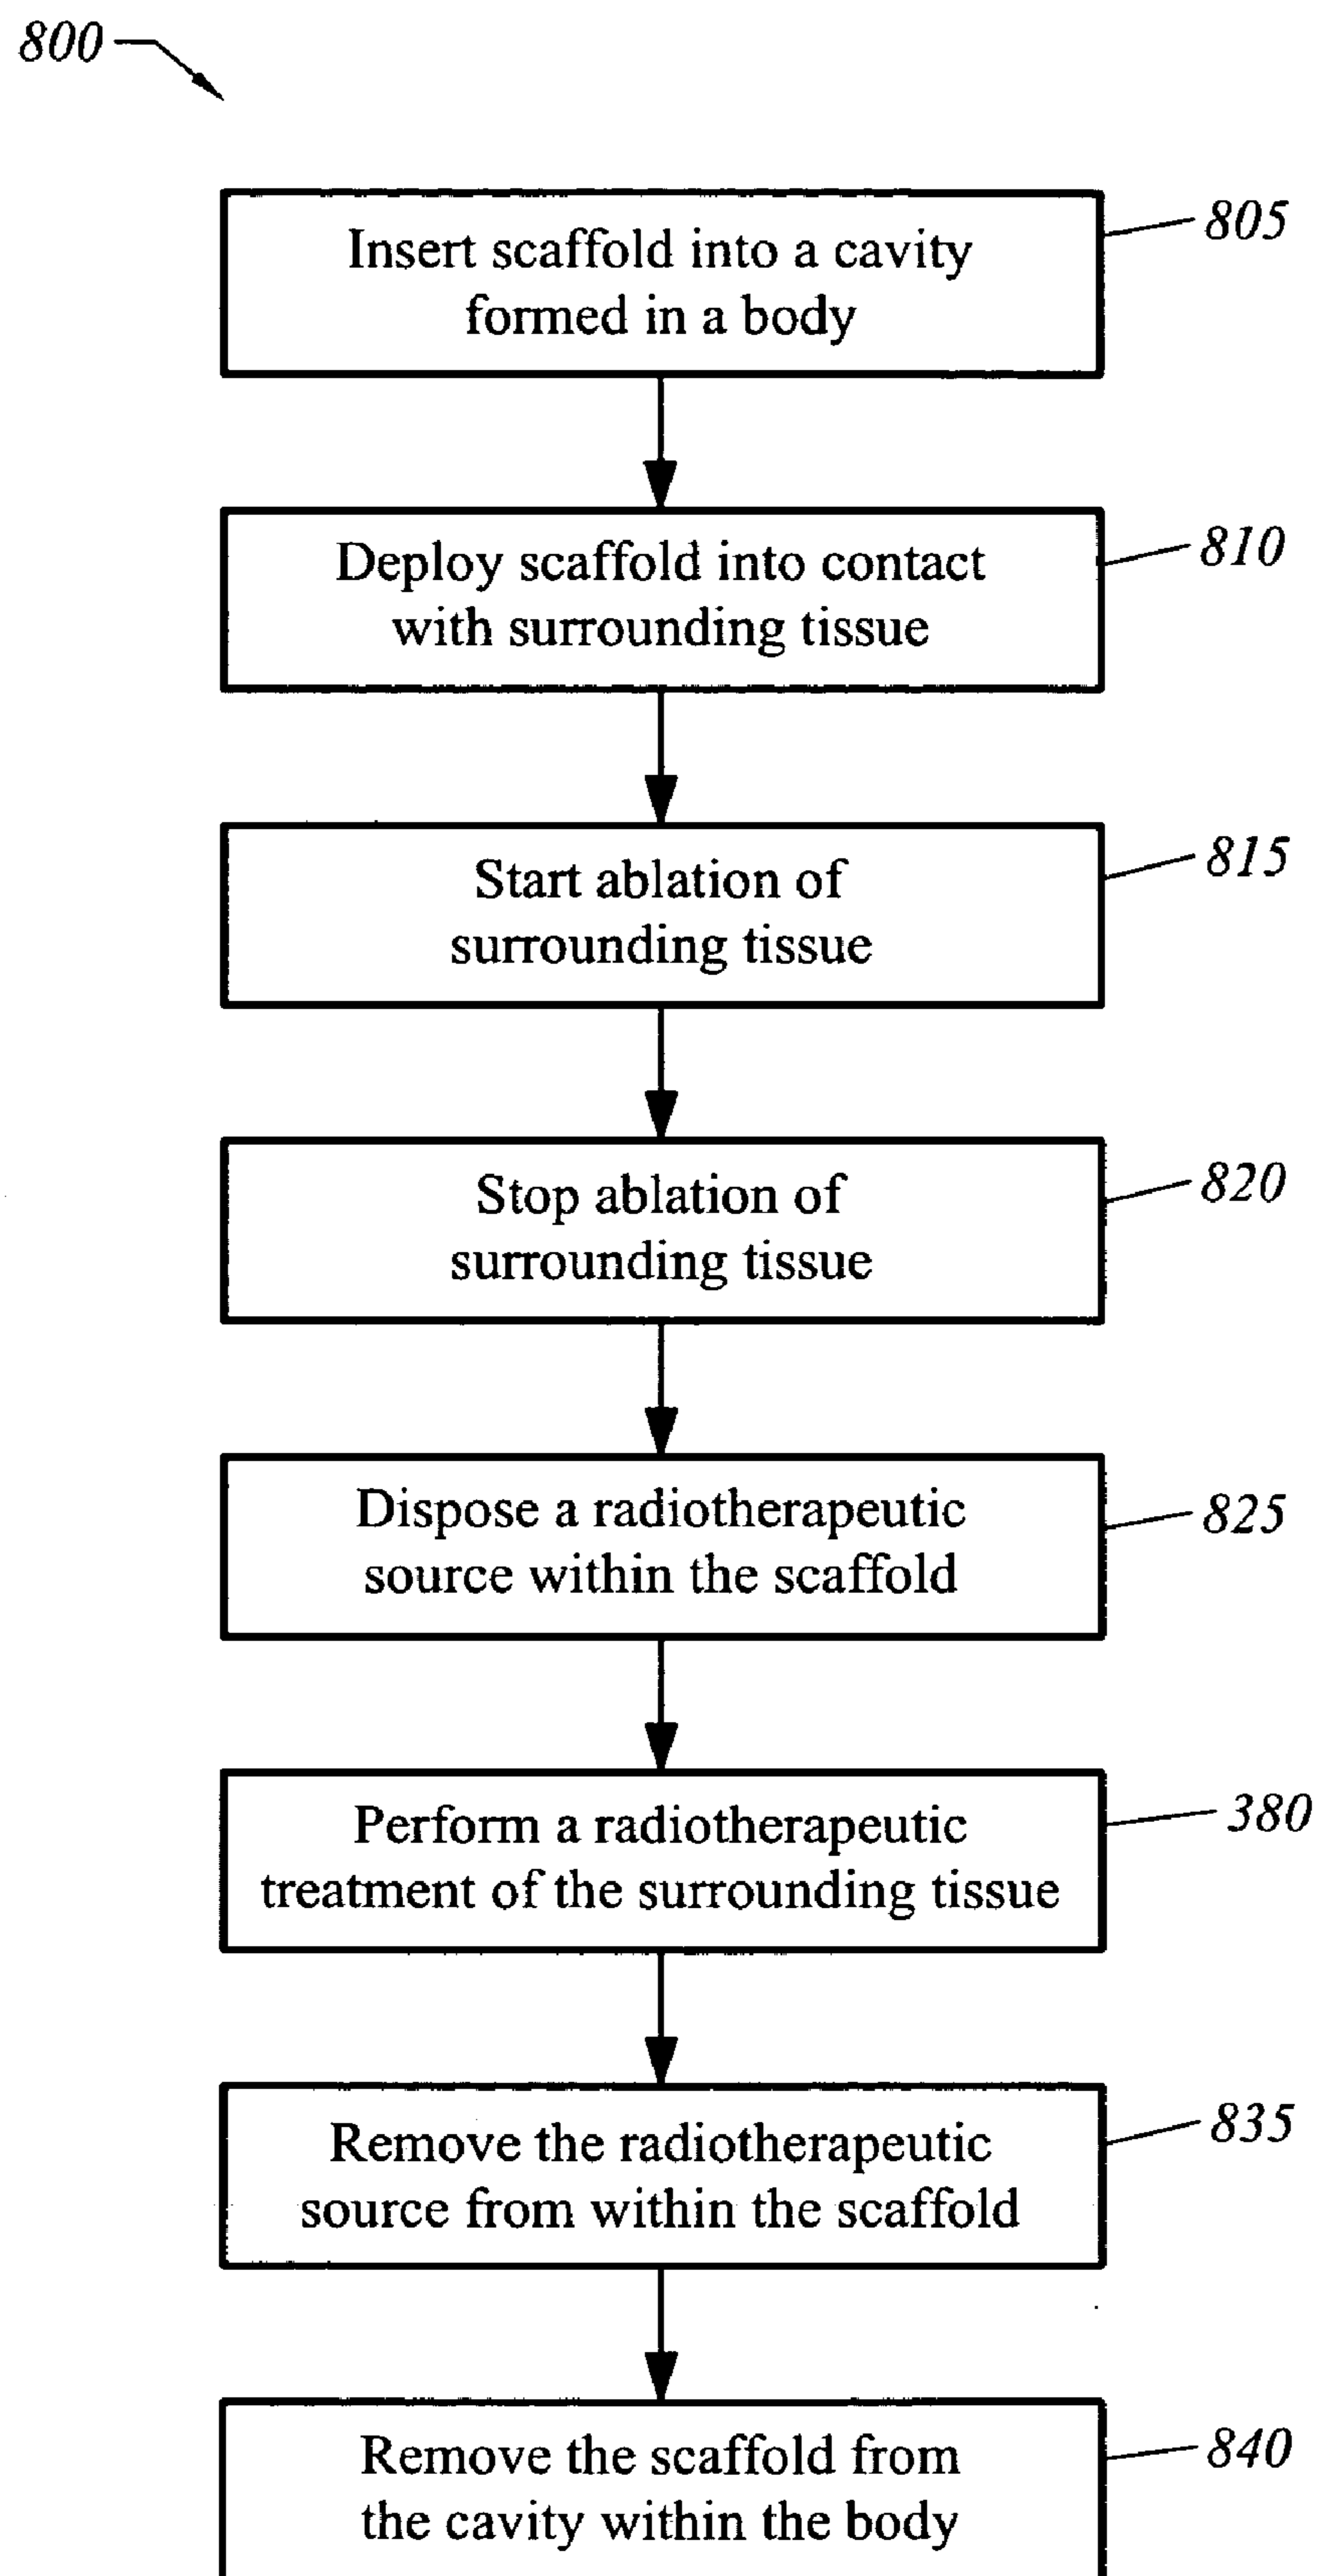 800
Insert scaffold into a cavity
formed in a body
805
Deploy scaffold into contact
with surrounding tissue
810
Start ablation of
surrounding tissue
815
Stop ablation of
surrounding tissue
820
Dispose a radiotherapeutic
source within the scaffold
825
Perform a radiotherapeutic
treatment of the surrounding tissue
380
Remove the radiotherapeutic
source from within the scaffold
835
Remove the scaffold from
the cavity within the body
840